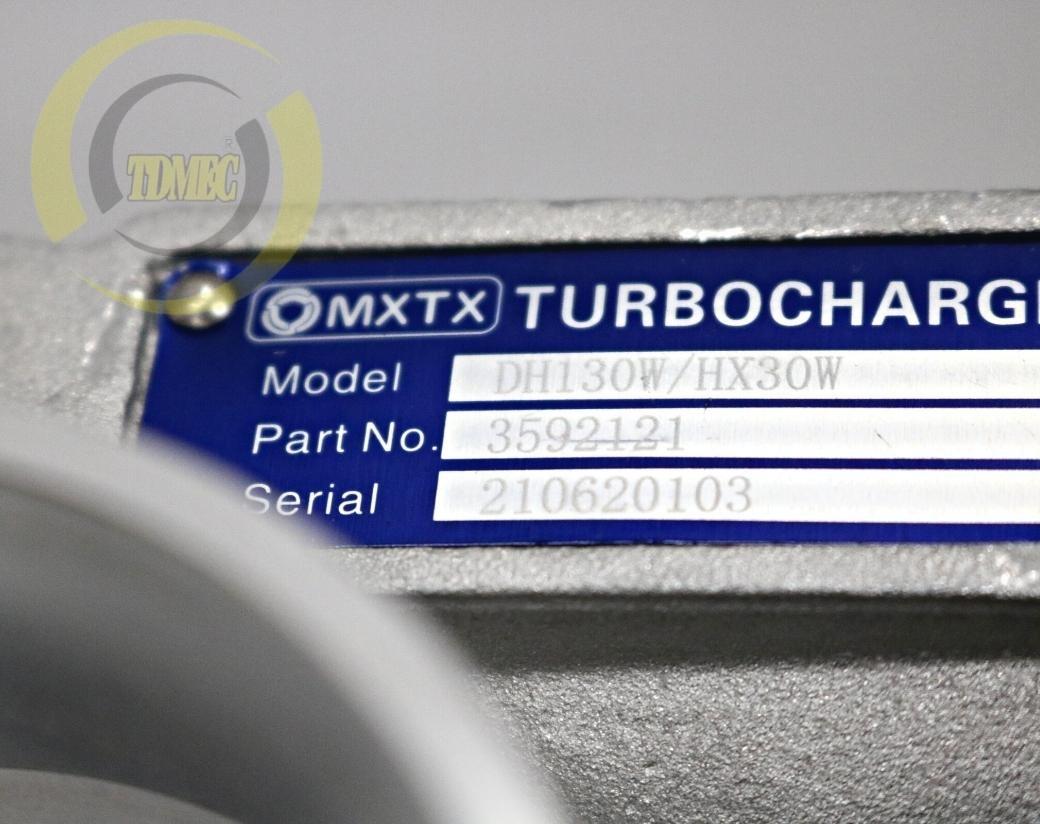 TDMEC®
MXTX TURBOCHARG
Model DH130W/HX30W
Part No. 3592121
Serial 210620103